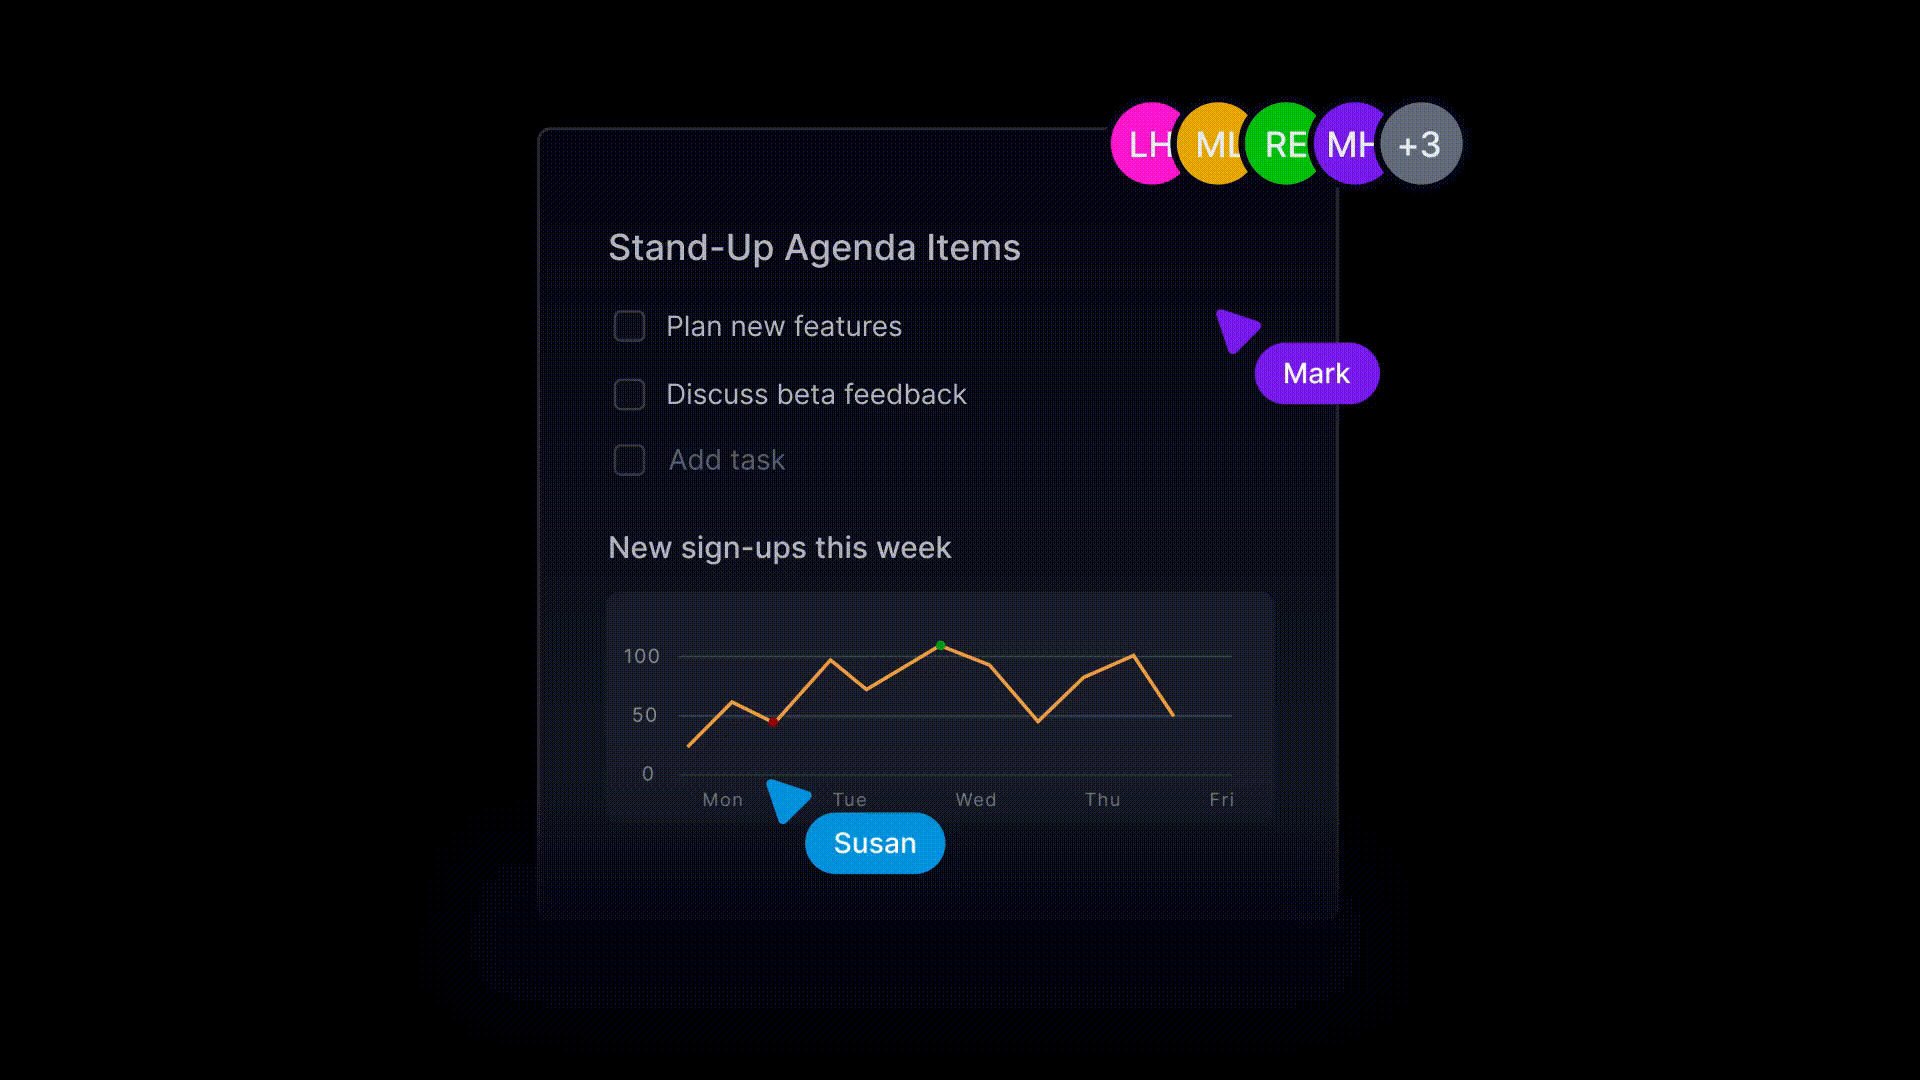 LH ML RE MH +3
Stand-Up Agenda Items
Plan new features
Mark
Discuss beta feedback
Add task
New sign-ups this week
100
50
0
Mon Tue Wed Thu Fri
Susan